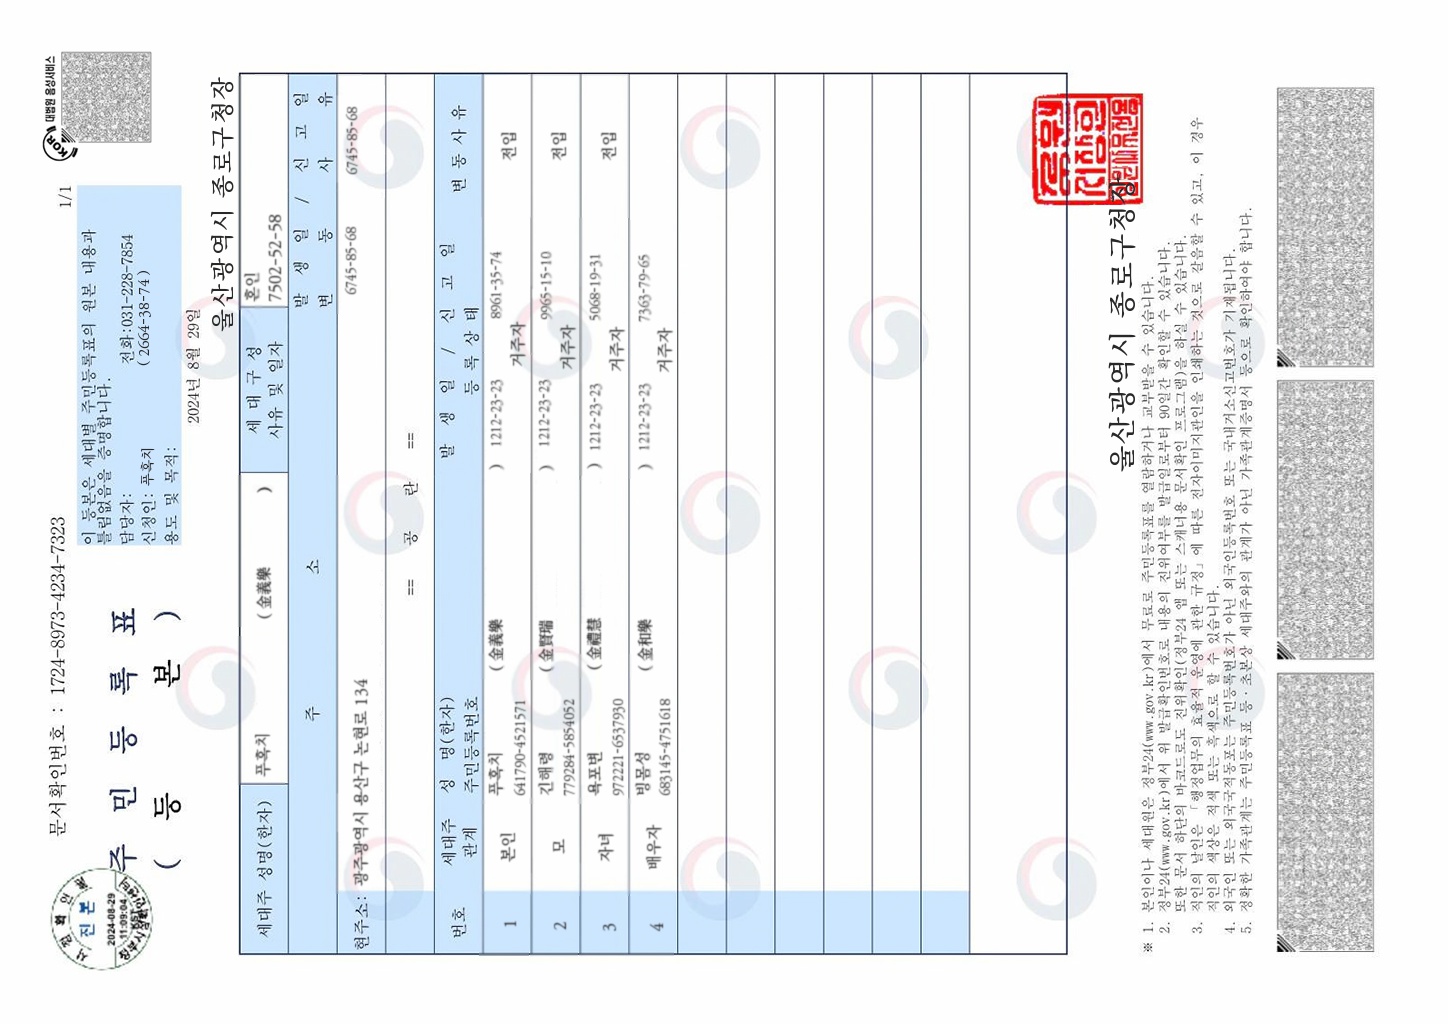 문서확인번호 : 1724-8973-4234-7323
1/1
대법원 음성서비스
KOR
시점확인필
진본
2024-08-29
11:09:04
주 민 등 록 표
( 등 본 )
이 등본은 세대별 주민등록표의 원본 내용과
틀림없음을 증명합니다.
담당자: 전화:031-228-7854
신청인: 푸흑치 ( 2664-38-74 )
용도 및 목적:
2024년 8월 29일
울산광역시 종로구청장
세대주 성명(한자) 푸흑치 ( 金義樂 ) 세 대 구 성 사유 및 일자 혼인 7502-52-58
주 소 발 생 일 / 신 고 일
변 동 사 유
현주소: 광주광역시 용산구 논현로 134 6745-85-68 6745-85-68
== 공 란 ==
번호 세대주 관계 성 명(한자) 주민등록번호 발 생 일 / 신 고 일 등 록 상 태 변 동 사 유
1 본인 푸흑치 ( 金義樂 ) 1212-23-23 8961-35-74 전입
641790-4521571 거주자
2 모 긴해령 ( 金賢瑞 ) 1212-23-23 9965-15-10 전입
779284-5854052 거주자
3 자녀 욕포변 ( 金禮慧 ) 1212-23-23 5068-19-31 전입
972221-6537930 거주자
4 배우자 빙몸성 ( 金和樂 ) 1212-23-23 7363-79-65
683145-4751618 거주자
울산광역시 종로구청장
※ 1. 본인이나 세대원은 정부24(www.gov.kr)에서 무료로 주민등록표를 열람하거나 교부받을 수 있습니다.
2. 정부24(www.gov.kr)에서 위 발급확인번호로 내용의 진위여부를 발급일로부터 90일간 확인할 수 있습니다.
또한 문서 하단의 바코드로도 진위확인(정부24 앱 또는 스캐너용 문서확인 프로그램)을 하실 수 있습니다.
3. 직인의 날인은 「행정업무의 효율적 운영에 관한 규정」에 따른 전자이미지관인을 인쇄하는 것으로 갈음할 수 있고, 이 경우
직인의 색상은 적색 또는 흑색으로 할 수 있습니다.
4. 외국인 또는 외국국적동포는 주민등록번호가 아닌 외국인등록번호 또는 국내거소신고번호가 기재됩니다.
5. 정확한 가족관계는 주민등록표 등·초본상 세대주와의 관계가 아닌 가족관계증명서 등으로 확인하여야 합니다.